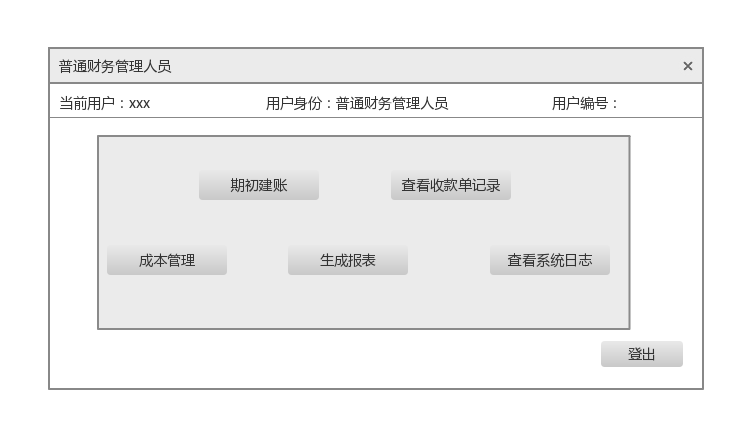 普通财务管理人员 ×
当前用户：xxx 用户身份：普通财务管理人员 用户编号：
期初建账 查看收款单记录
成本管理 生成报表 查看系统日志
登出